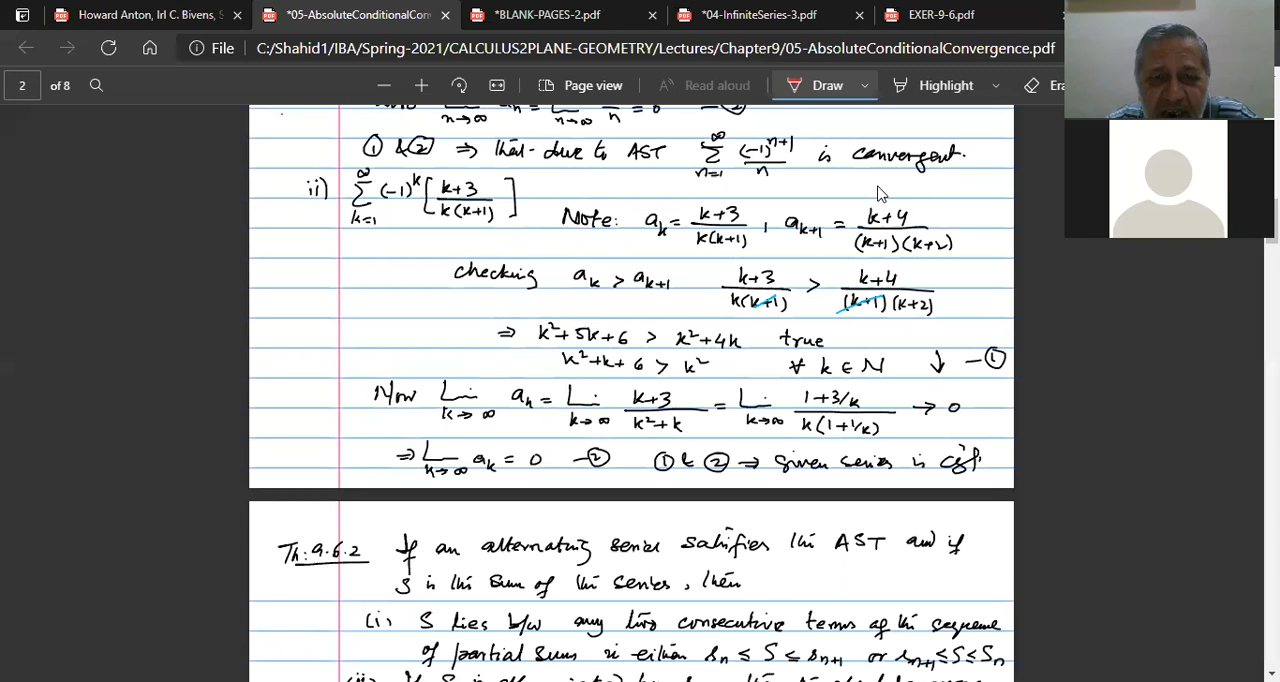 Howard Anton, Irl C. Bivens, S
*05-AbsoluteConditionalCon
*BLANK-PAGES-2.pdf
*04-InfiniteSeries-3.pdf
EXER-9-6.pdf
File C:/Shahid1/IBA/Spring-2021/CALCULUS2PLANE-GEOMETRY/Lectures/Chapter9/05-AbsoluteConditionalConvergence.pdf
2 of 8 Page view Read aloud Draw Highlight Era
n→∞ n→∞ n = 0 —②
① & ② ⇒ that due to AST ∑_{n=1}^{∞} (-1)^{n+1}/n is convergent.
ii) ∑_{k=1}^{∞} (-1)^k [ (k+3)/(k(k+1)) ] Note: a_k = (k+3)/(k(k+1)) , a_{k+1} = (k+4)/((k+1)(k+2))
checking a_k > a_{k+1} (k+3)/(k(k+1)) > (k+4)/((k+1)(k+2))
⇒ k²+5k+6 > k²+4k true
k²+k+6 > k² ∀ k ∈ N ↓ —①
Now Lim_{k→∞} a_k = Lim_{k→∞} (k+3)/(k²+k) = Lim_{k→∞} (1+3/k)/(k(1+1/k)) → 0
⇒ Lim_{k→∞} a_k = 0 —② ① & ② ⇒ given series is cgt.
Th: 9.6.2 If an alternating series satisfies the AST and if
S is the sum of the series, then
(i) S lies b/w any two consecutive terms of the sequence
of partial sums ie either s_n ≤ S ≤ s_{n+1} or s_{n+1} ≤ S ≤ S_n